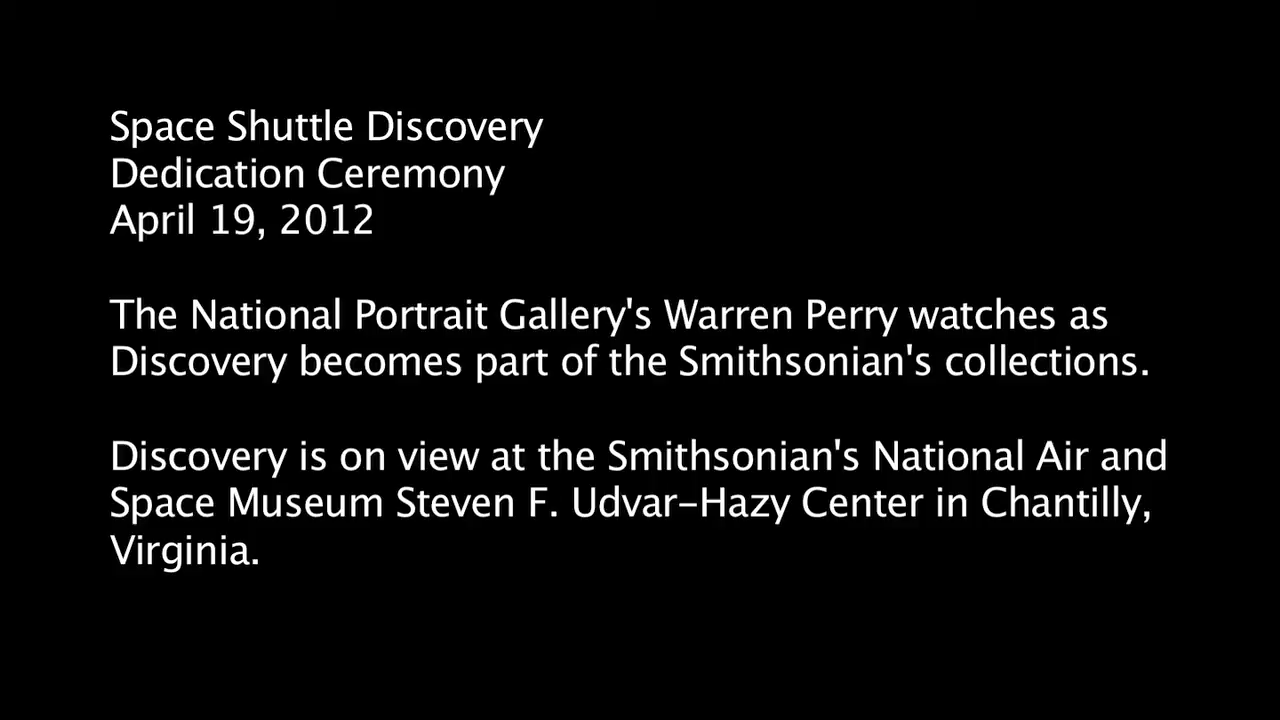 Space Shuttle Discovery
Dedication Ceremony
April 19, 2012
The National Portrait Gallery's Warren Perry watches as
Discovery becomes part of the Smithsonian's collections.
Discovery is on view at the Smithsonian's National Air and
Space Museum Steven F. Udvar-Hazy Center in Chantilly,
Virginia.